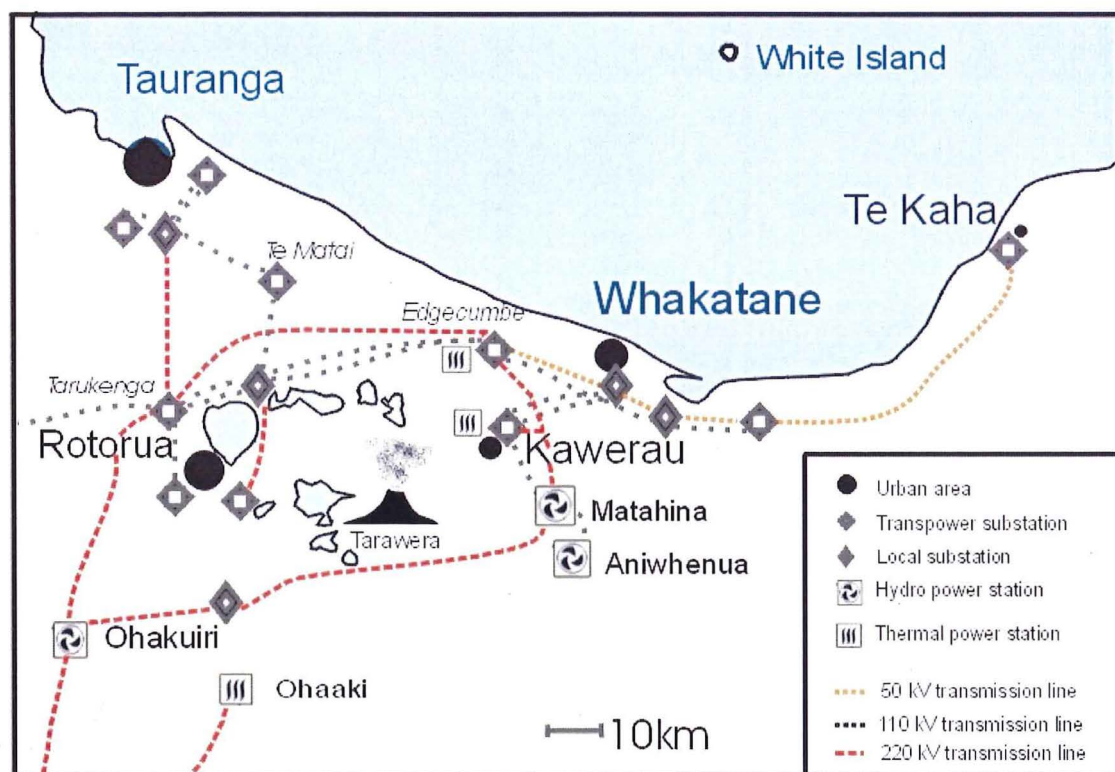 Tauranga
White Island
Te Kaha
Te Matai
Whakatane
Edgecumbe
Tarukenga
Rotorua
Kawerau
Matahina
Tarawera
Aniwhenua
Ohakuiri
Ohaaki
10km
Urban area
Transpower substation
Local substation
Hydro power station
Thermal power station
50 kV transmission line
110 kV transmission line
220 kV transmission line